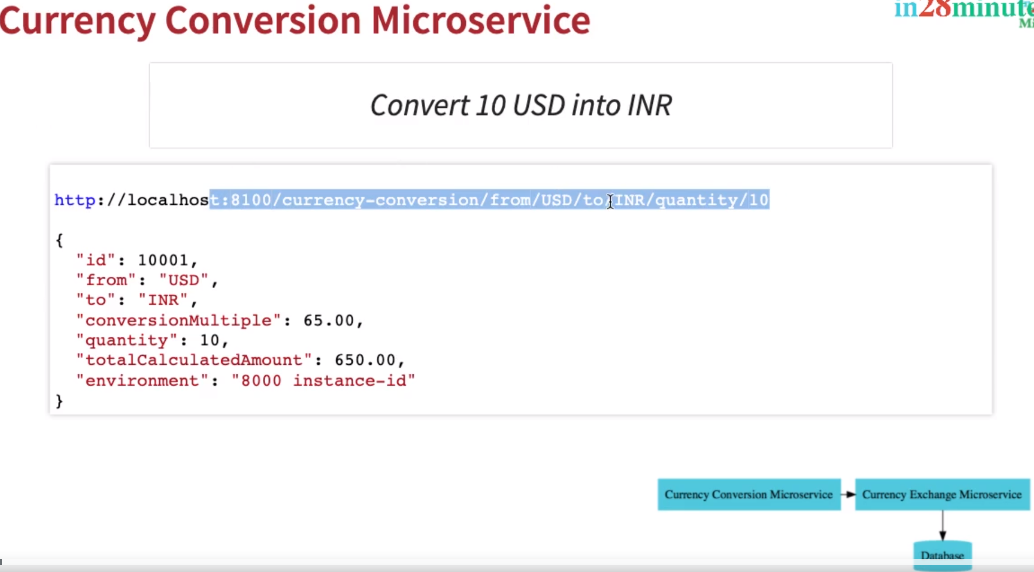 Currency Conversion Microservice
in28minut
Convert 10 USD into INR
http://localhost:8100/currency-conversion/from/USD/to/INR/quantity/10
{
"id": 10001,
"from": "USD",
"to": "INR",
"conversionMultiple": 65.00,
"quantity": 10,
"totalCalculatedAmount": 650.00,
"environment": "8000 instance-id"
}
Currency Conversion Microservice
Currency Exchange Microservice
Database